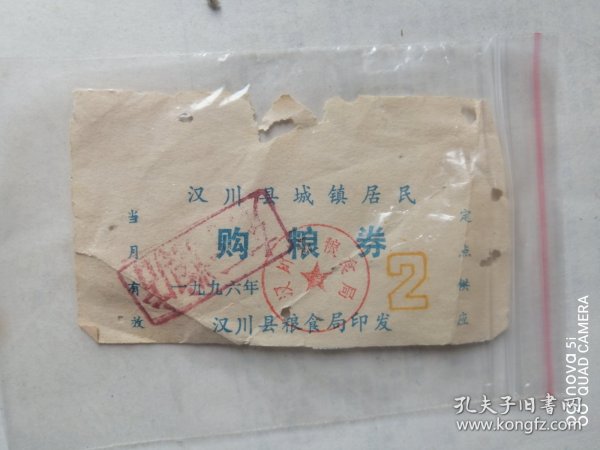 汉川县城镇居民
购粮券
当月有效
定点供应
一九九六年
2
汉川县粮食局印发
nova 5i
QUAD CAMERA
孔夫子旧书网
www.kongfz.com